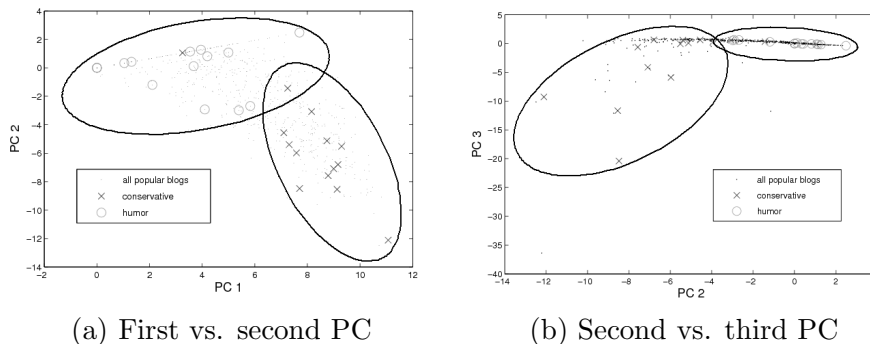 4
2
0
−2
−4
−6
−8
−10
−12
−14
PC 2
all popular blogs
conservative
humor
−2 0 2 4 6 8 10 12
PC 1
(a) First vs. second PC
5
0
−5
−10
−15
−20
−25
−30
−35
−40
PC 3
all popular blogs
conservative
humor
−14 −12 −10 −8 −6 −4 −2 0 2
PC 2
(b) Second vs. third PC